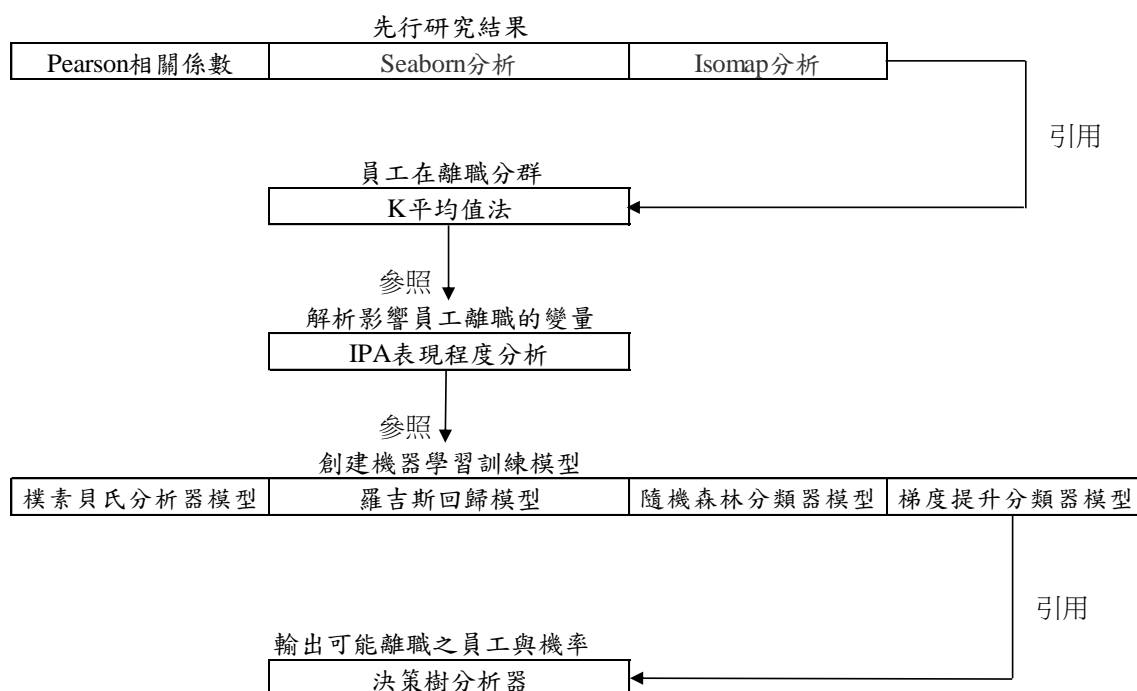 先行研究結果
Pearson相關係數 Seaborn分析 Isomap分析
引用
員工在離職分群
K平均值法
參照
解析影響員工離職的變量
IPA表現程度分析
參照
創建機器學習訓練模型
樸素貝氏分析器模型 羅吉斯回歸模型 隨機森林分類器模型 梯度提升分類器模型
引用
輸出可能離職之員工與機率
決策樹分析器